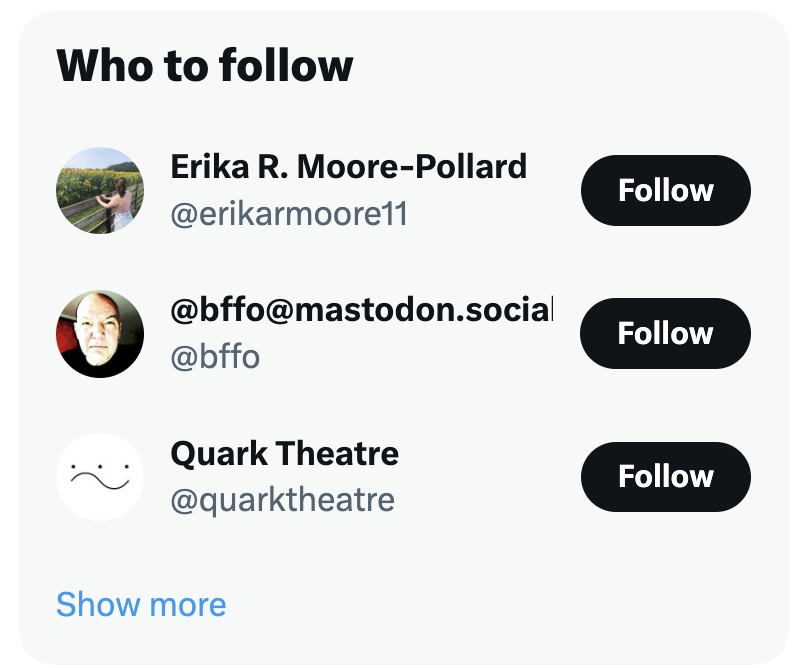 Who to follow
Erika R. Moore-Pollard
@erikarmoore11
Follow
@bffo@mastodon.social
@bffo
Follow
Quark Theatre
@quarktheatre
Follow
Show more